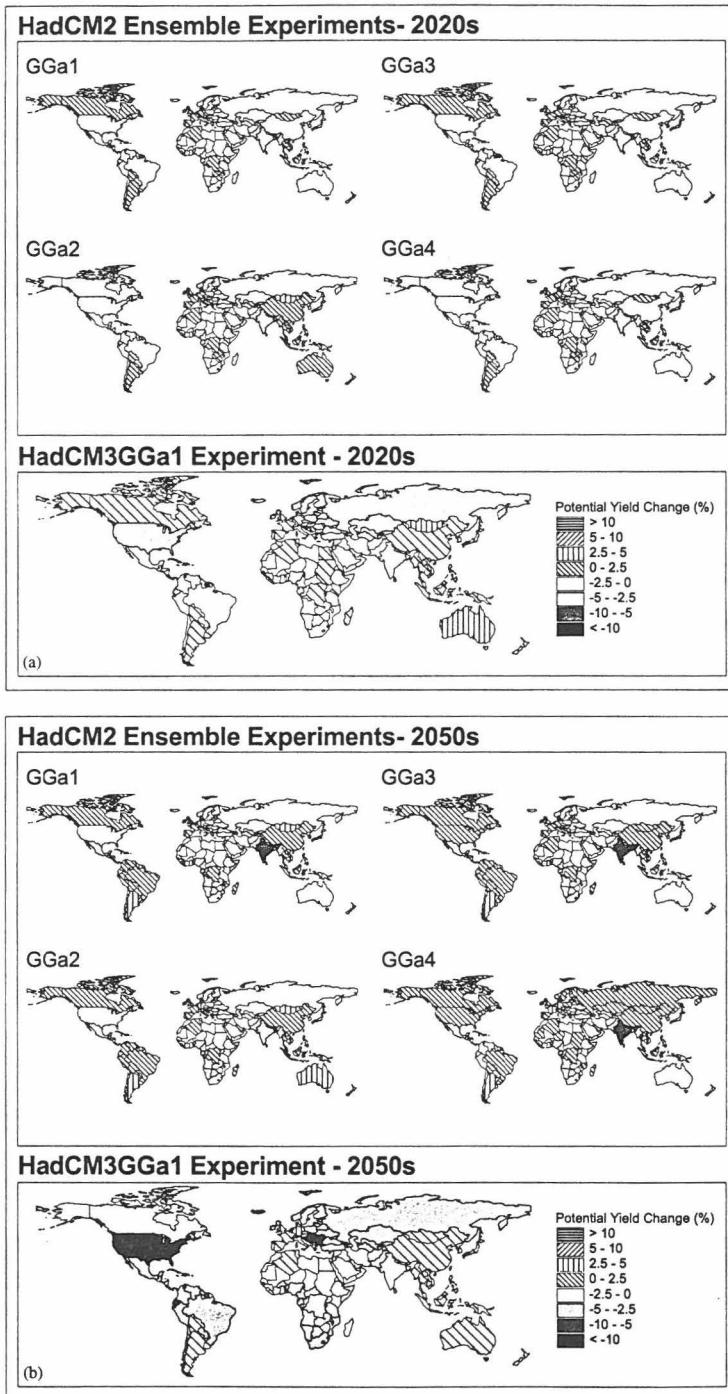 HadCM2 Ensemble Experiments- 2020s
GGa1
GGa3
GGa2
GGa4
HadCM3GGa1 Experiment - 2020s
Potential Yield Change (%)
> 10
5 - 10
2.5 - 5
0 - 2.5
-2.5 - 0
-5 - -2.5
-10 - -5
< -10
(a)
HadCM2 Ensemble Experiments- 2050s
GGa1
GGa3
GGa2
GGa4
HadCM3GGa1 Experiment - 2050s
Potential Yield Change (%)
> 10
5 - 10
2.5 - 5
0 - 2.5
-2.5 - 0
-5 - -2.5
-10 - -5
< -10
(b)